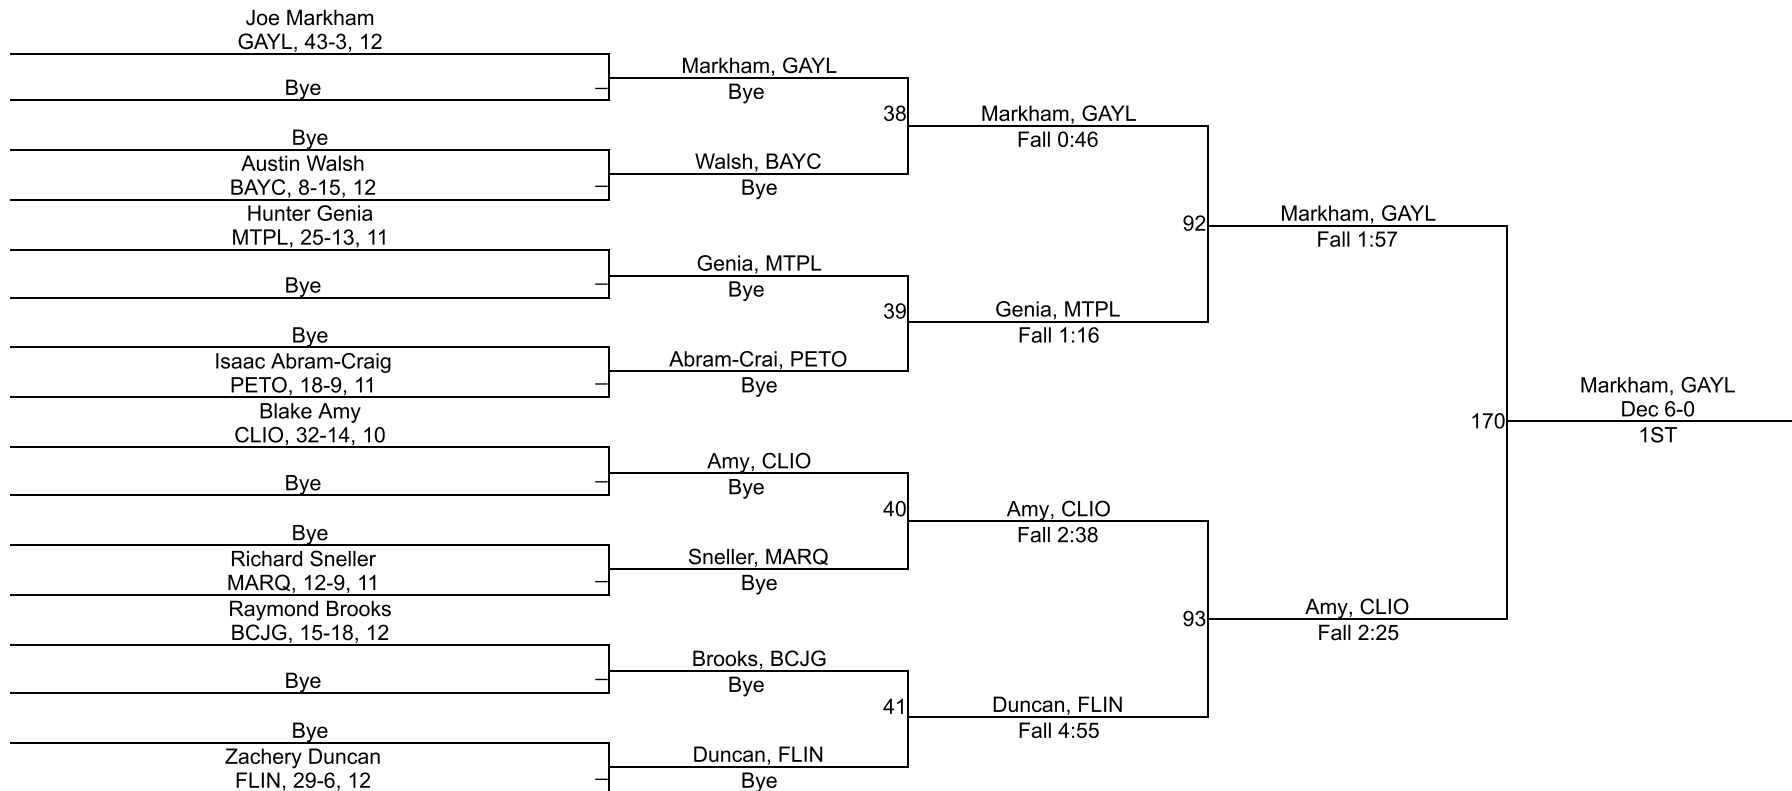 Joe Markham
GAYL, 43-3, 12
Bye
Bye
Austin Walsh
BAYC, 8-15, 12
Hunter Genia
MTPL, 25-13, 11
Bye
Bye
Isaac Abram-Craig
PETO, 18-9, 11
Blake Amy
CLIO, 32-14, 10
Bye
Bye
Richard Sneller
MARQ, 12-9, 11
Raymond Brooks
BCJG, 15-18, 12
Bye
Bye
Zachery Duncan
FLIN, 29-6, 12
Markham, GAYL
Bye
38
Walsh, BAYC
Bye
Genia, MTPL
Bye
39
Abram-Crai, PETO
Bye
Amy, CLIO
Bye
40
Sneller, MARQ
Bye
Brooks, BCJG
Bye
41
Duncan, FLIN
Bye
Markham, GAYL
Fall 0:46
92
Genia, MTPL
Fall 1:16
Amy, CLIO
Fall 2:38
93
Duncan, FLIN
Fall 4:55
Markham, GAYL
Fall 1:57
170
Amy, CLIO
Fall 2:25
Markham, GAYL
Dec 6-0
1ST